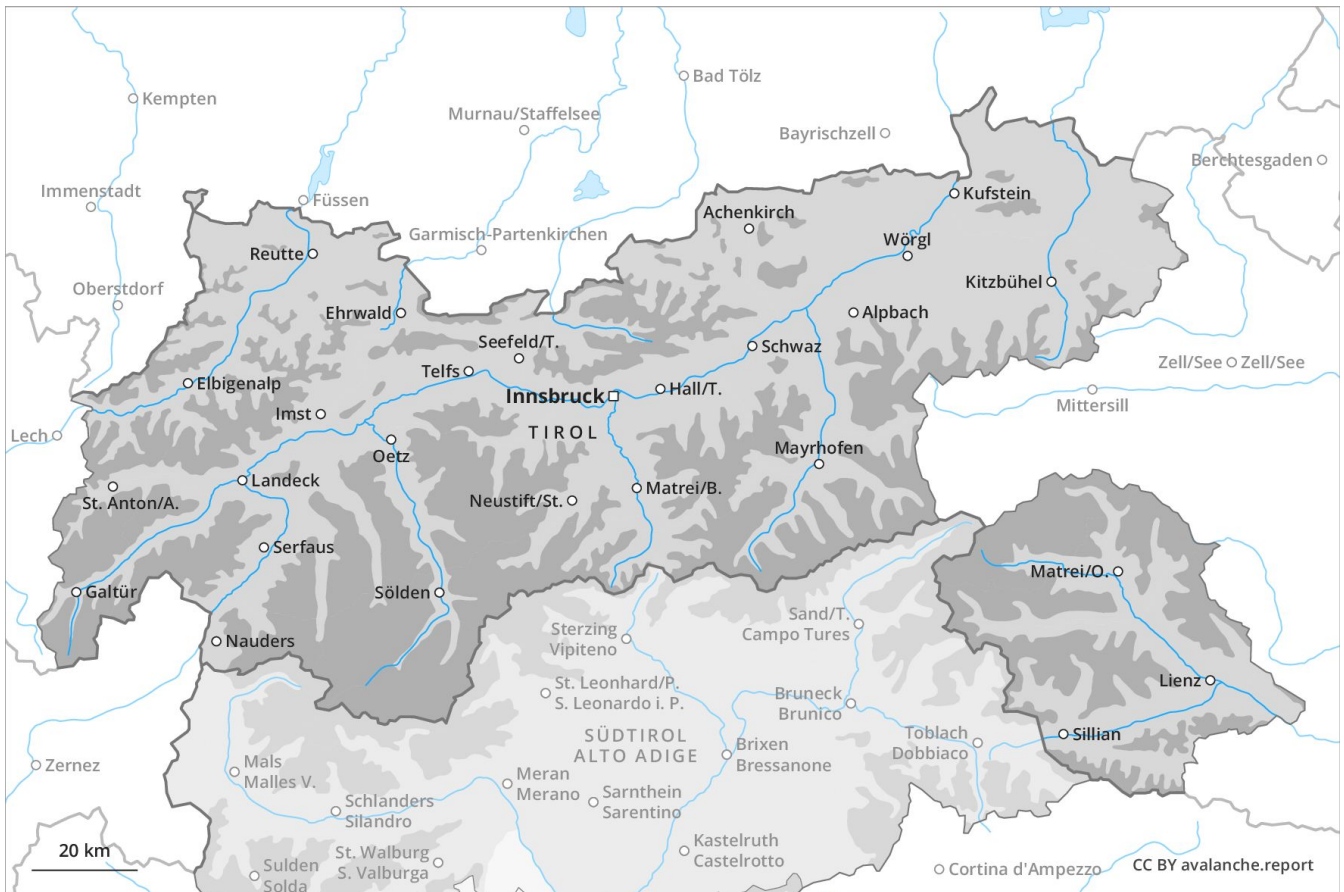 Kempten
Bad Tölz
Murnau/Staffelsee
Bayrischzell
Berchtesgaden
Immenstadt
Füssen
Kufstein
Achenkirch
Garmisch-Partenkirchen
Wörgl
Reutte
Oberstdorf
Kitzbühel
Ehrwald
Alpbach
Seefeld/T.
Schwaz
Telfs
Zell/See
Zell/See
Elbigenalp
Innsbruck
Hall/T.
Mittersill
Imst
TIROL
Lech
Oetz
Mayrhofen
Landeck
St. Anton/A.
Neustift/St.
Matrei/B.
Serfaus
Matrei/O.
Galtür
Sölden
Sand/T.
Campo Tures
Sterzing
Vipiteno
Nauders
Lienz
St. Leonhard/P.
S. Leonardo i. P.
Bruneck
Brunico
SÜDTIROL
ALTO ADIGE
Toblach
Dobbiaco
Sillian
Brixen
Bressanone
Zernez
Mals
Malles V.
Meran
Merano
Sarnthein
Sarentino
Schlanders
Silandro
Kastelruth
Castelrotto
20 km
St. Walburg
S. Valburga
Sulden
Solda
Cortina d'Ampezzo
CC BY avalanche.report